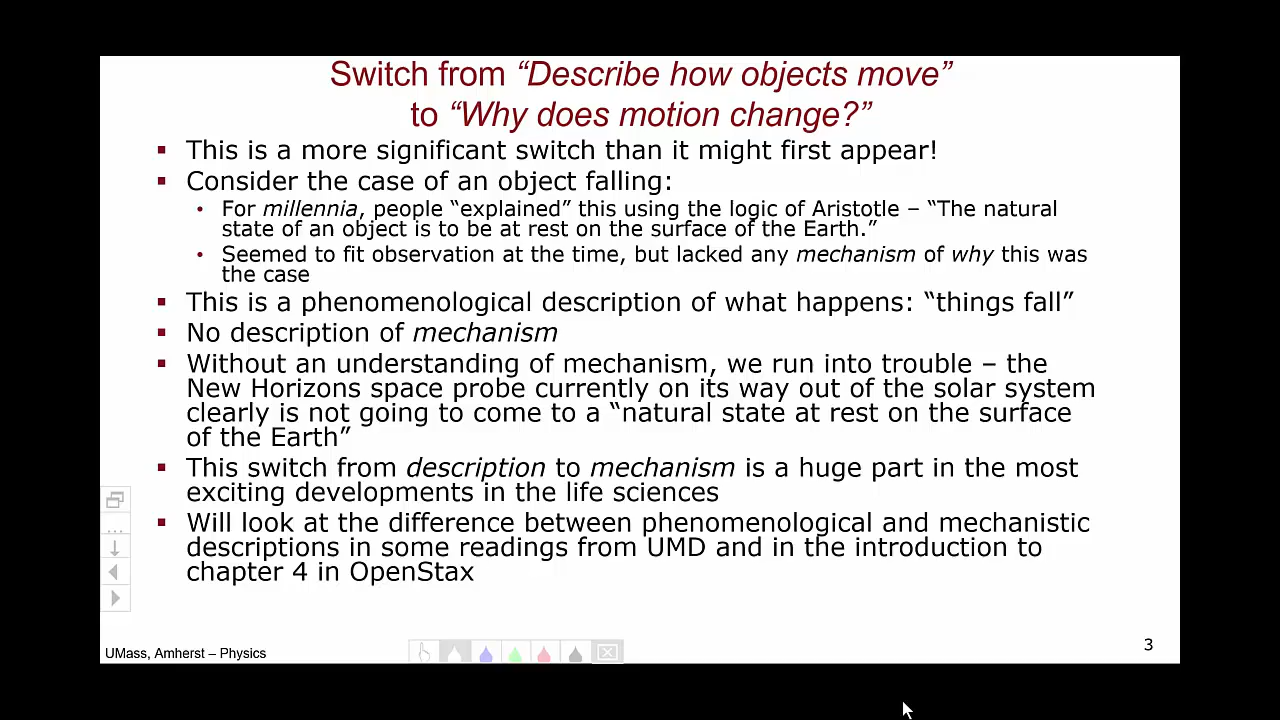 Switch from “Describe how objects move”
to “Why does motion change?”
▪ This is a more significant switch than it might first appear!
▪ Consider the case of an object falling:
• For millennia, people “explained” this using the logic of Aristotle – “The natural
state of an object is to be at rest on the surface of the Earth.”
• Seemed to fit observation at the time, but lacked any mechanism of why this was
the case
▪ This is a phenomenological description of what happens: “things fall”
▪ No description of mechanism
▪ Without an understanding of mechanism, we run into trouble – the
New Horizons space probe currently on its way out of the solar system
clearly is not going to come to a “natural state at rest on the surface
of the Earth”
▪ This switch from description to mechanism is a huge part in the most
exciting developments in the life sciences
▪ Will look at the difference between phenomenological and mechanistic
descriptions in some readings from UMD and in the introduction to
chapter 4 in OpenStax
UMass, Amherst – Physics
3